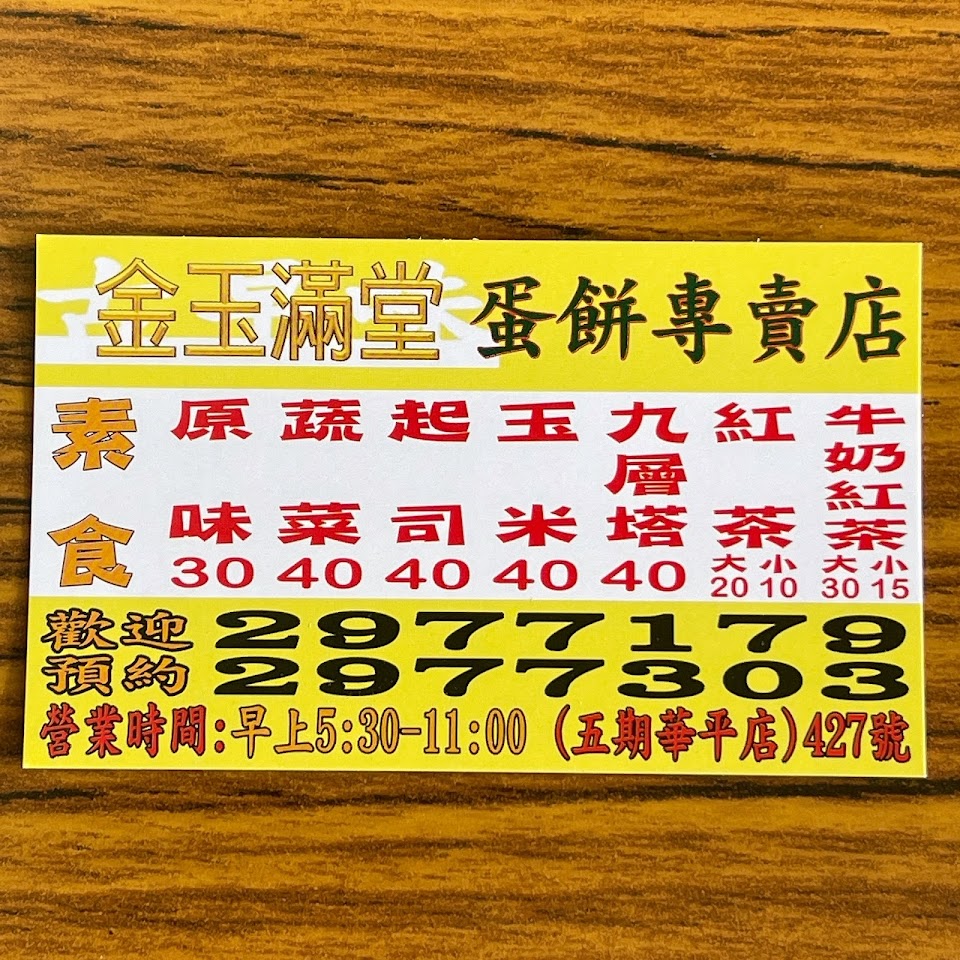 金玉滿堂 蛋餅專賣店
素食
原味 30
蔬菜 40
起司 40
玉米 40
九層塔 40
紅茶 大20 小10
牛奶紅茶 大30 小15
歡迎預約
2977179
2977303
營業時間:早上5:30-11:00 (五期華平店)427號